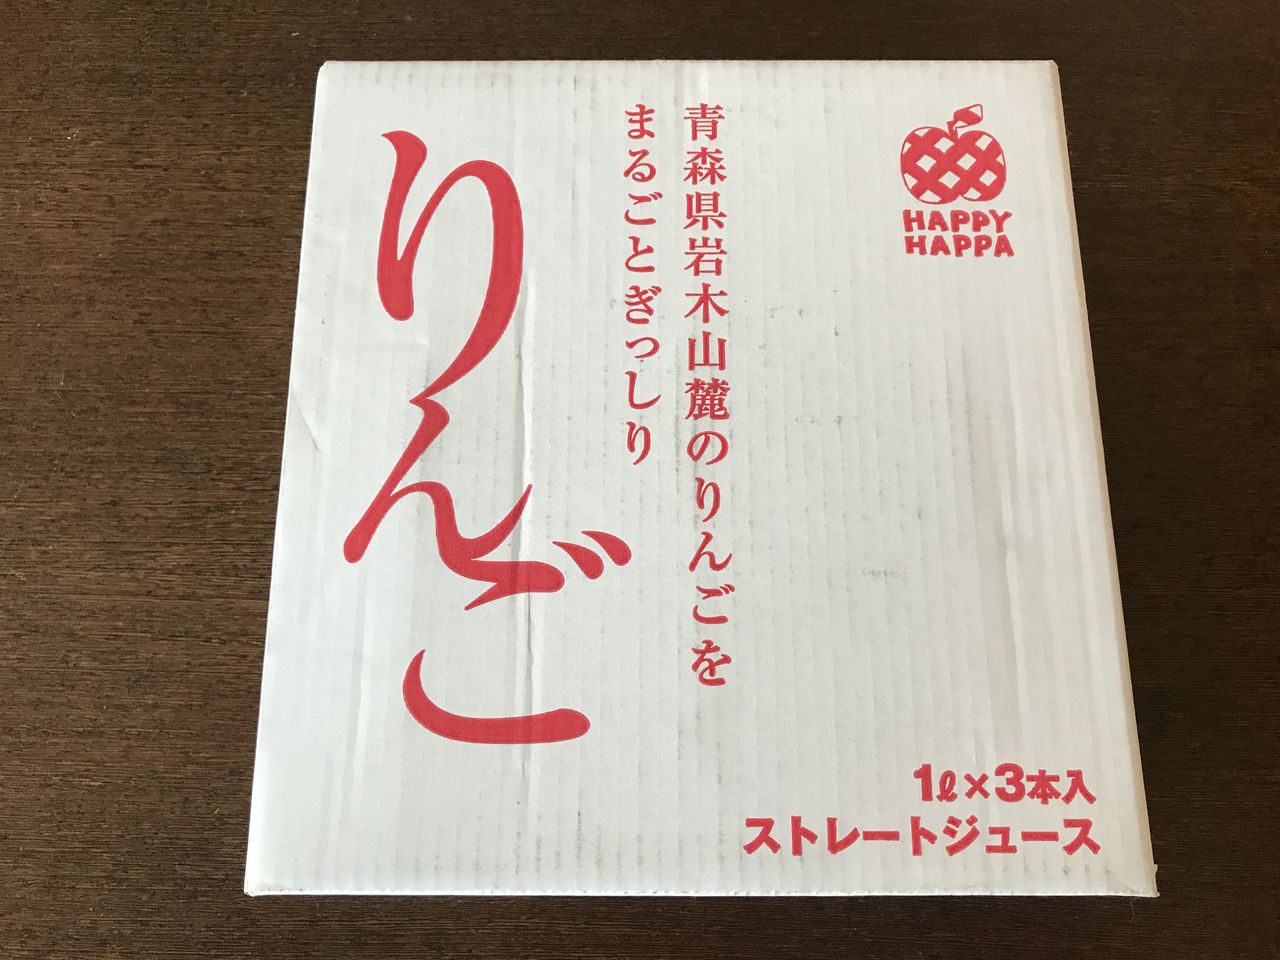 HAPPY
HAPPA
青森県岩木山麓のりんごを
まるごとぎっしり
りんご
1ℓ×3本入
ストレートジュース